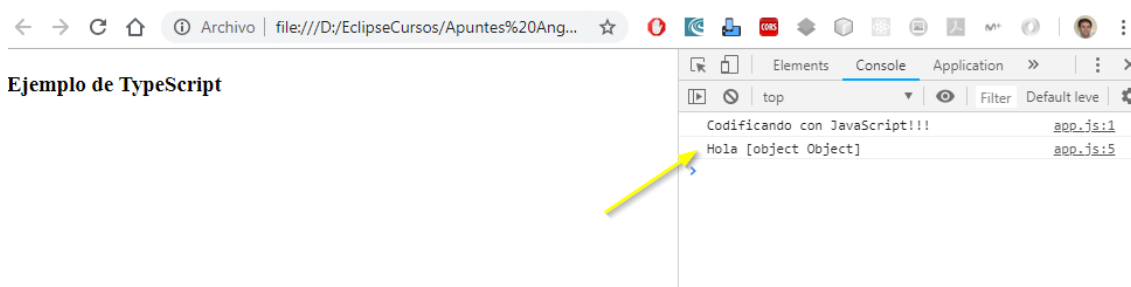 Archivo | file:///D:/EclipseCursos/Apuntes%20Ang...
CORS
M+
Ejemplo de TypeScript
Elements Console Application »
top Filter Default leve
Codificando con JavaScript!!! app.js:1
Hola [object Object] app.js:5